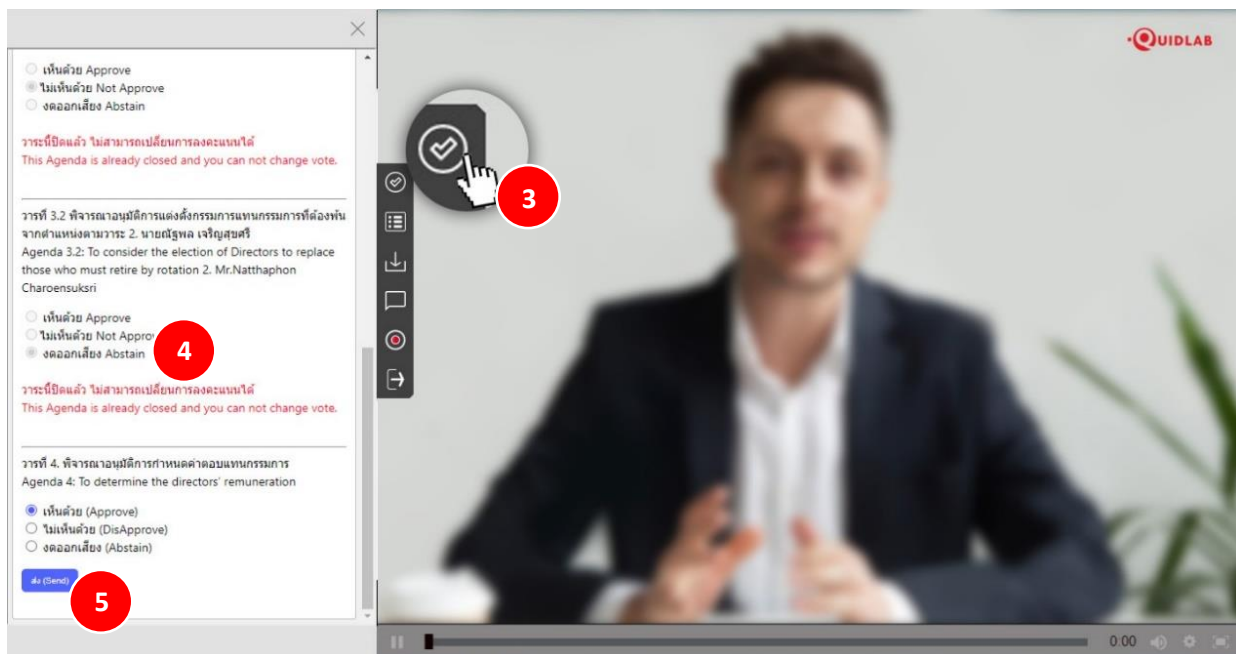 เห็นด้วย Approve
ไม่เห็นด้วย Not Approve
งดออกเสียง Abstain
วาระนี้ปิดแล้ว ไม่สามารถเปลี่ยนการลงคะแนนได้
This Agenda is already closed and you can not change vote.
วารที่ 3.2 พิจารณาอนุมัติการแต่งตั้งกรรมการแทนกรรมการที่ต้องพ้น
จากตำแหน่งตามวาระ 2. นายณัฐพล เจริญสุขศรี
Agenda 3.2: To consider the election of Directors to replace
those who must retire by rotation 2. Mr.Natthaphon
Charoensuksri
เห็นด้วย Approve
ไม่เห็นด้วย Not Approv
งดออกเสียง Abstain
4
วาระนี้ปิดแล้ว ไม่สามารถเปลี่ยนการลงคะแนนได้
This Agenda is already closed and you can not change vote.
วารที่ 4. พิจารณาอนุมัติการกำหนดค่าตอบแทนกรรมการ
Agenda 4: To determine the directors' remuneration
เห็นด้วย (Approve)
ไม่เห็นด้วย (DisApprove)
งดออกเสียง (Abstain)
ส่ง (Send)
5
QUIDLAB
3
0:00